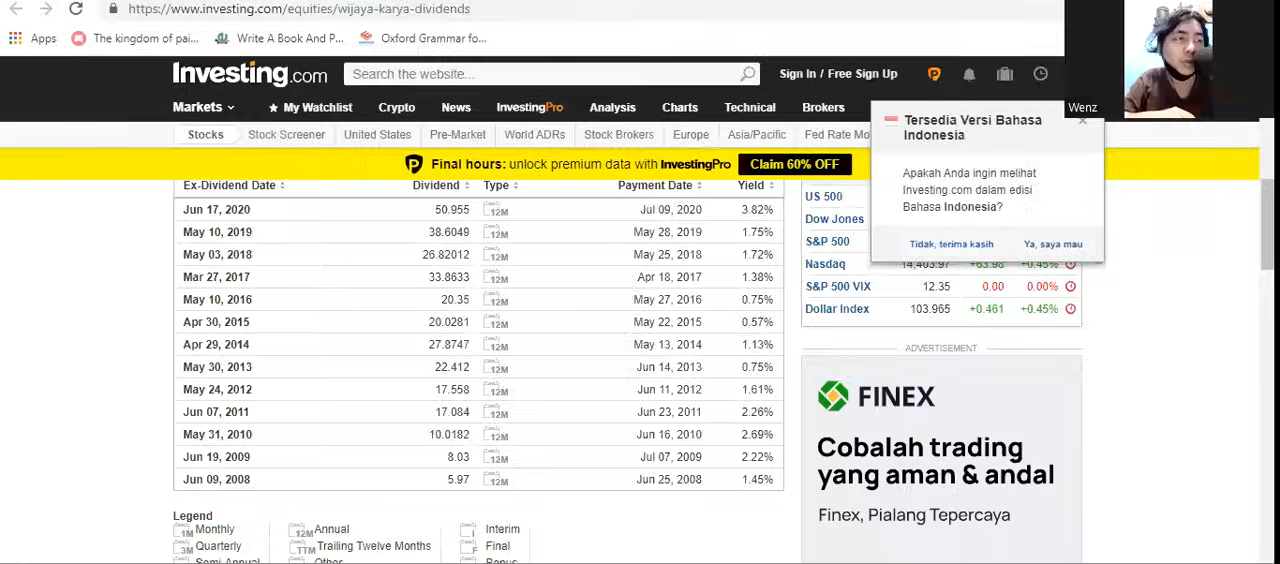 https://www.investing.com/equities/wijaya-karya-dividends
Apps The kingdom of pai... Write A Book And P... Oxford Grammar fo...
Investing.com Search the website... Sign In / Free Sign Up
Wenz
Markets My Watchlist Crypto News InvestingPro Analysis Charts Technical Brokers
Stocks Stock Screener United States Pre-Market World ADRs Stock Brokers Europe Asia/Pacific Fed Rate Mo
Final hours: unlock premium data with InvestingPro Claim 60% OFF
Tersedia Versi Bahasa
Indonesia
Apakah Anda ingin melihat
Investing.com dalam edisi
Bahasa Indonesia?
Tidak, terima kasih Ya, saya mau
Ex-Dividend Date Dividend Type Payment Date Yield
Jun 17, 2020 50.955 12M Jul 09, 2020 3.82%
May 10, 2019 38.6049 12M May 28, 2019 1.75%
May 03, 2018 26.82012 12M May 25, 2018 1.72%
Mar 27, 2017 33.8633 12M Apr 18, 2017 1.38%
May 10, 2016 20.35 12M May 27, 2016 0.75%
Apr 30, 2015 20.0281 12M May 22, 2015 0.57%
Apr 29, 2014 27.8747 12M May 13, 2014 1.13%
May 30, 2013 22.412 12M Jun 14, 2013 0.75%
May 24, 2012 17.558 12M Jun 11, 2012 1.61%
Jun 07, 2011 17.084 12M Jun 23, 2011 2.26%
May 31, 2010 10.0182 12M Jun 16, 2010 2.69%
Jun 19, 2009 8.03 12M Jul 07, 2009 2.22%
Jun 09, 2008 5.97 12M Jun 25, 2008 1.45%
Legend
1M Monthly 12M Annual I Interim
3M Quarterly TTM Trailing Twelve Months F Final
Semi-Annual Other Bonus
US 500
Dow Jones
S&P 500
Nasdaq 14,403.97 +63.98 +0.45%
S&P 500 VIX 12.35 0.00 0.00%
Dollar Index 103.965 +0.461 +0.45%
ADVERTISEMENT
FINEX
Cobalah trading
yang aman & andal
Finex, Pialang Tepercaya